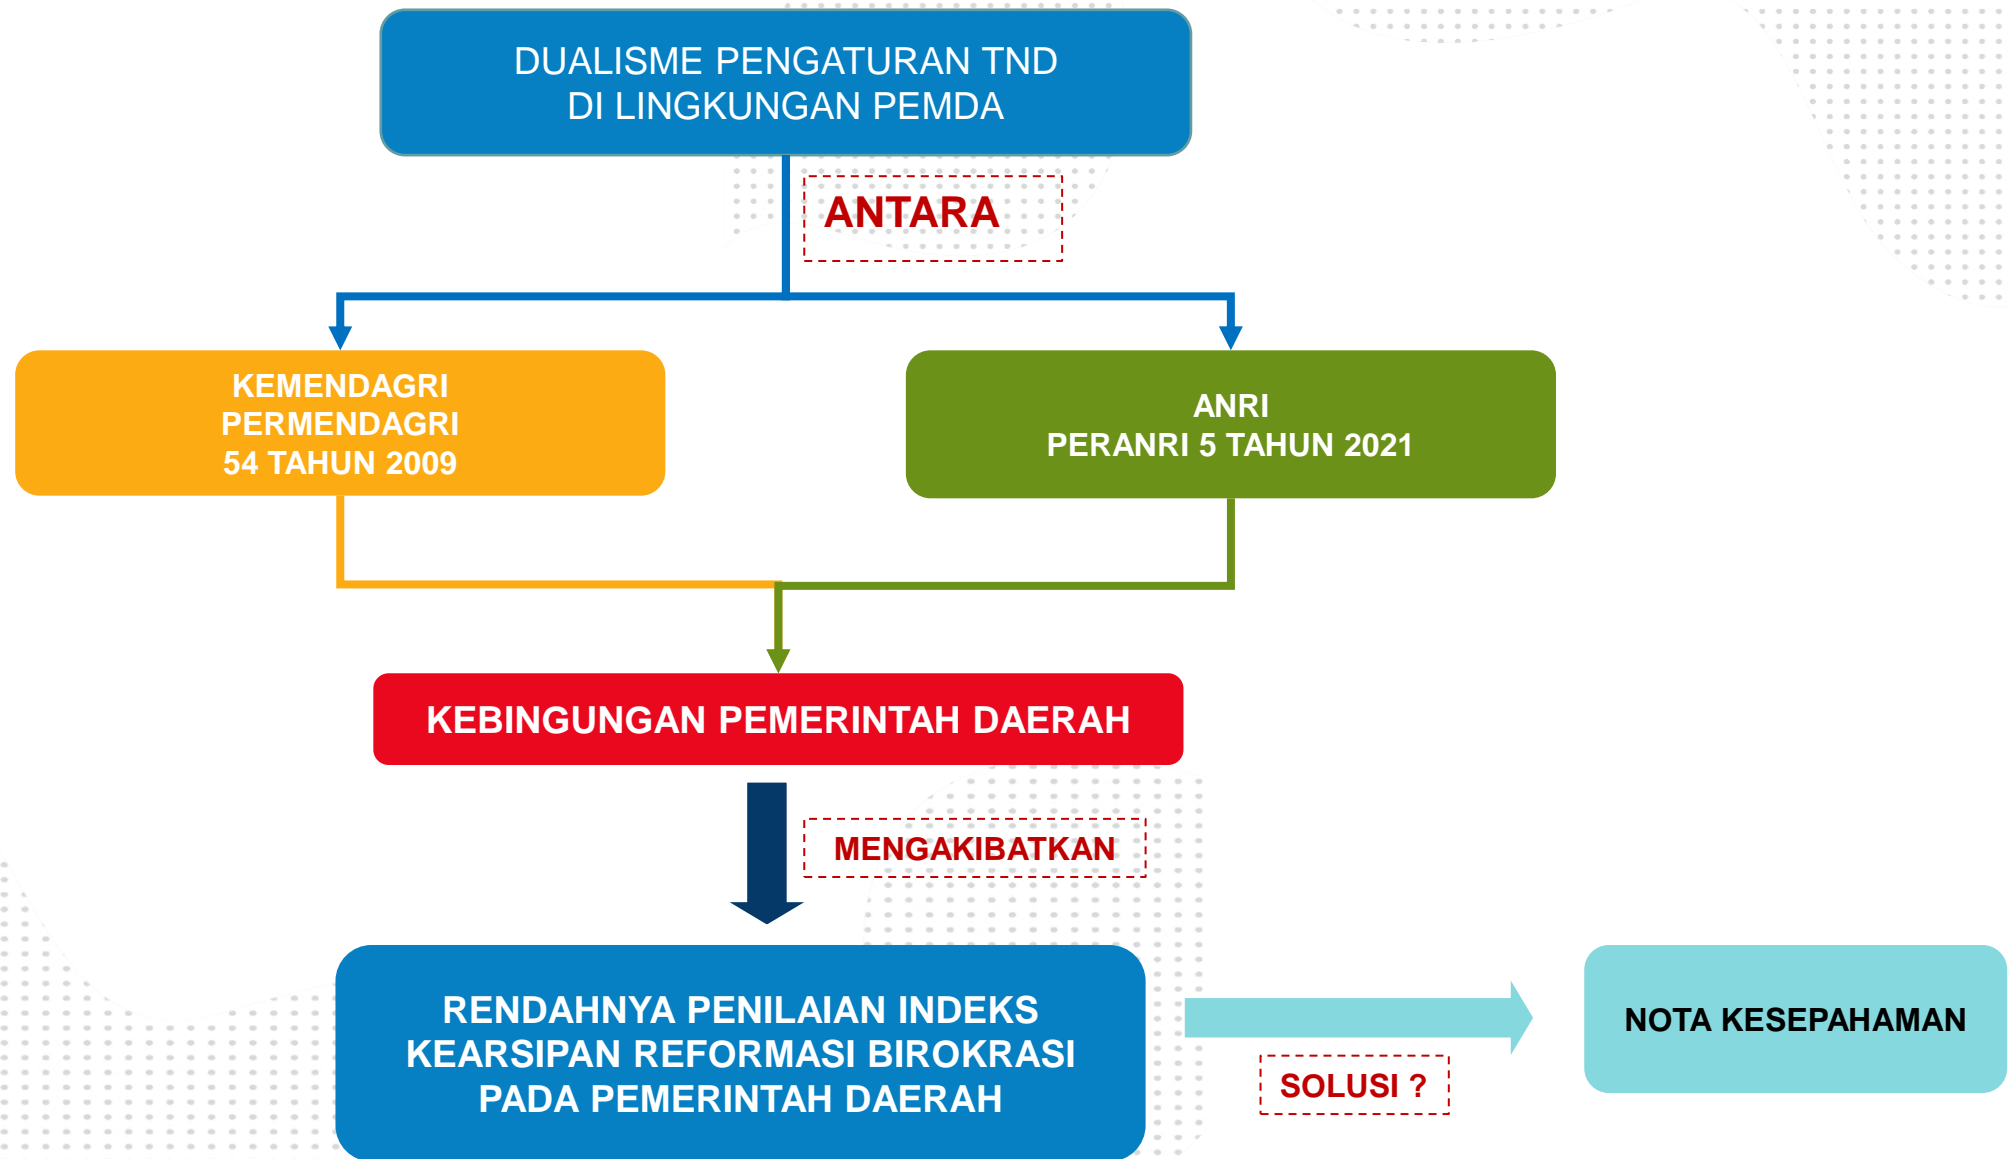 DUALISME PENGATURAN TND
DI LINGKUNGAN PEMDA
ANTARA
KEMENDAGRI
PERMENDAGRI
54 TAHUN 2009
ANRI
PERANRI 5 TAHUN 2021
KEBINGUNGAN PEMERINTAH DAERAH
MENGAKIBATKAN
RENDAHNYA PENILAIAN INDEKS
KEARSIPAN REFORMASI BIROKRASI
PADA PEMERINTAH DAERAH
SOLUSI ?
NOTA KESEPAHAMAN